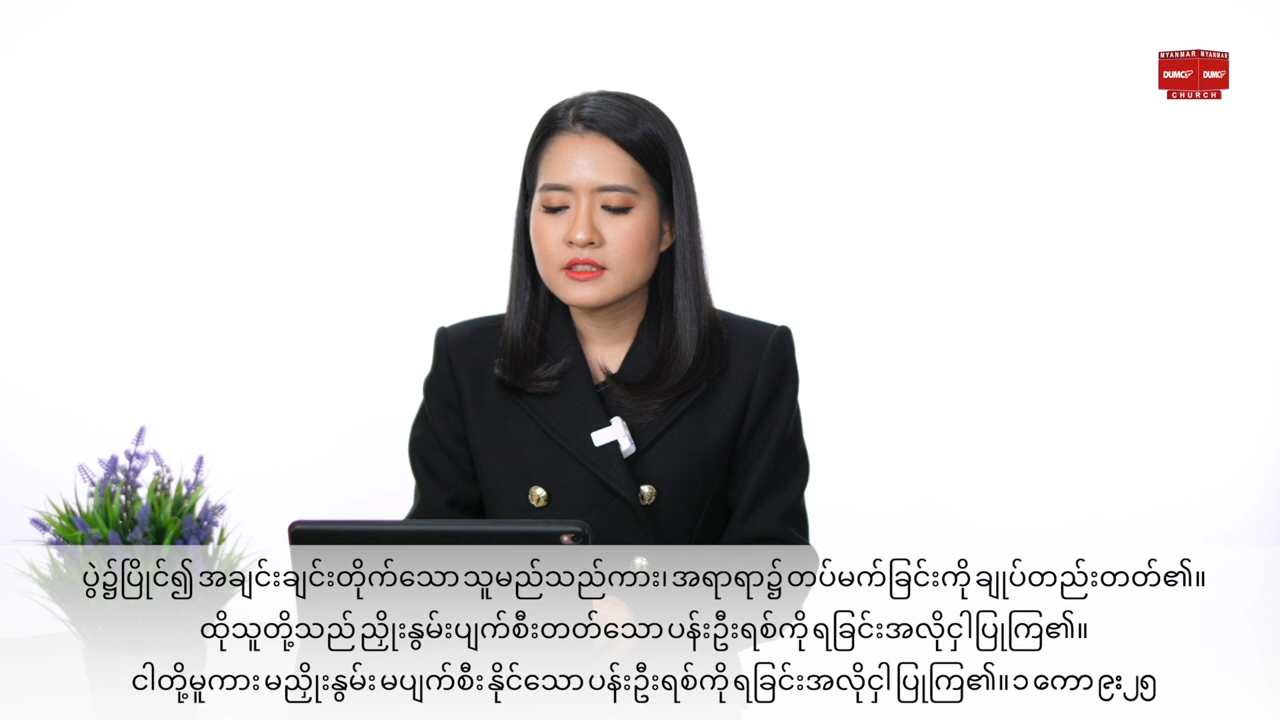 MYANMAR MYANMAR
DUMC DUMC
CHURCH
ပွဲ၌ပြိုင်၍ အချင်းချင်းတိုက်သော သူမည်သည်ကား၊ အရာရာ၌ တပ်မက်ခြင်းကို ချုပ်တည်းတတ်၏။
ထိုသူတို့သည် ညှိုးနွမ်းပျက်စီးတတ်သော ပန်းဦးရစ်ကို ရခြင်းအလိုငှါ ပြုကြ၏။
ငါတို့မူကား မညှိုးနွမ်း မပျက်စီး နိုင်သော ပန်းဦးရစ်ကို ရခြင်းအလိုငှါ ပြုကြ၏။ ၁ ကော ၉း၂၅